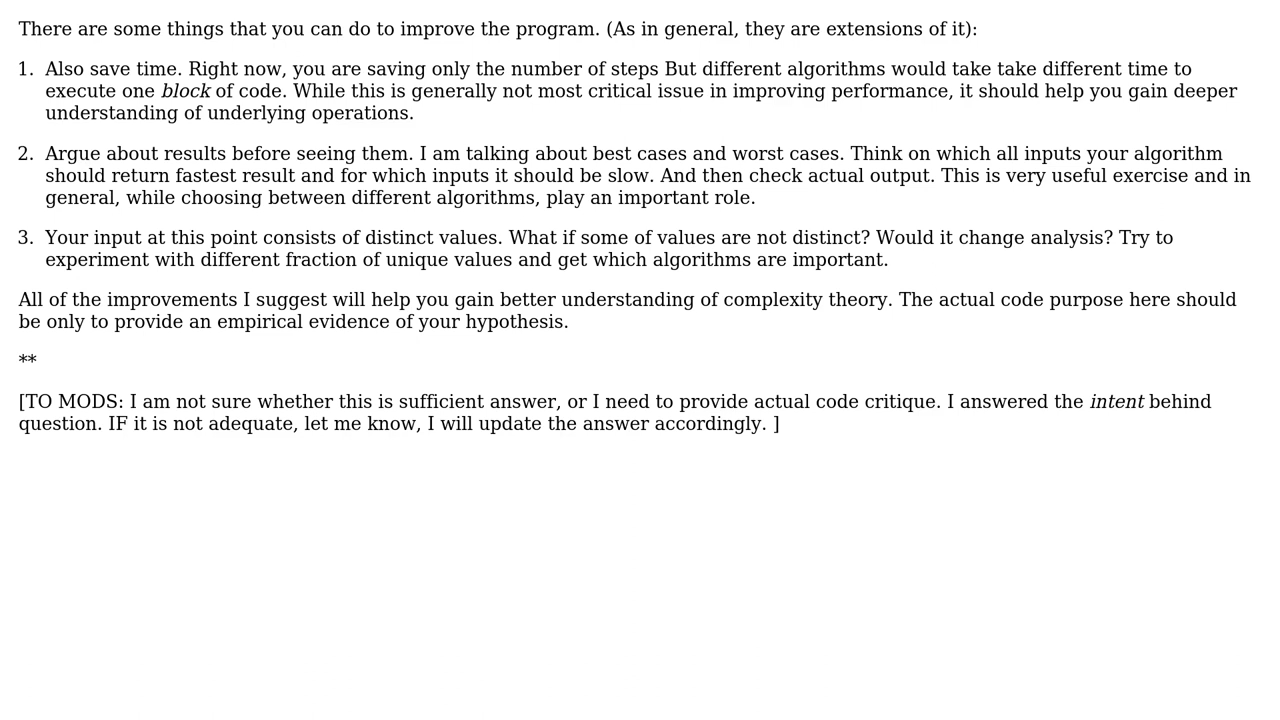 There are some things that you can do to improve the program. (As in general, they are extensions of it):
1. Also save time. Right now, you are saving only the number of steps But different algorithms would take take different time to
execute one block of code. While this is generally not most critical issue in improving performance, it should help you gain deeper
understanding of underlying operations.
2. Argue about results before seeing them. I am talking about best cases and worst cases. Think on which all inputs your algorithm
should return fastest result and for which inputs it should be slow. And then check actual output. This is very useful exercise and in
general, while choosing between different algorithms, play an important role.
3. Your input at this point consists of distinct values. What if some of values are not distinct? Would it change analysis? Try to
experiment with different fraction of unique values and get which algorithms are important.
All of the improvements I suggest will help you gain better understanding of complexity theory. The actual code purpose here should
be only to provide an empirical evidence of your hypothesis.
**
[TO MODS: I am not sure whether this is sufficient answer, or I need to provide actual code critique. I answered the intent behind
question. IF it is not adequate, let me know, I will update the answer accordingly. ]